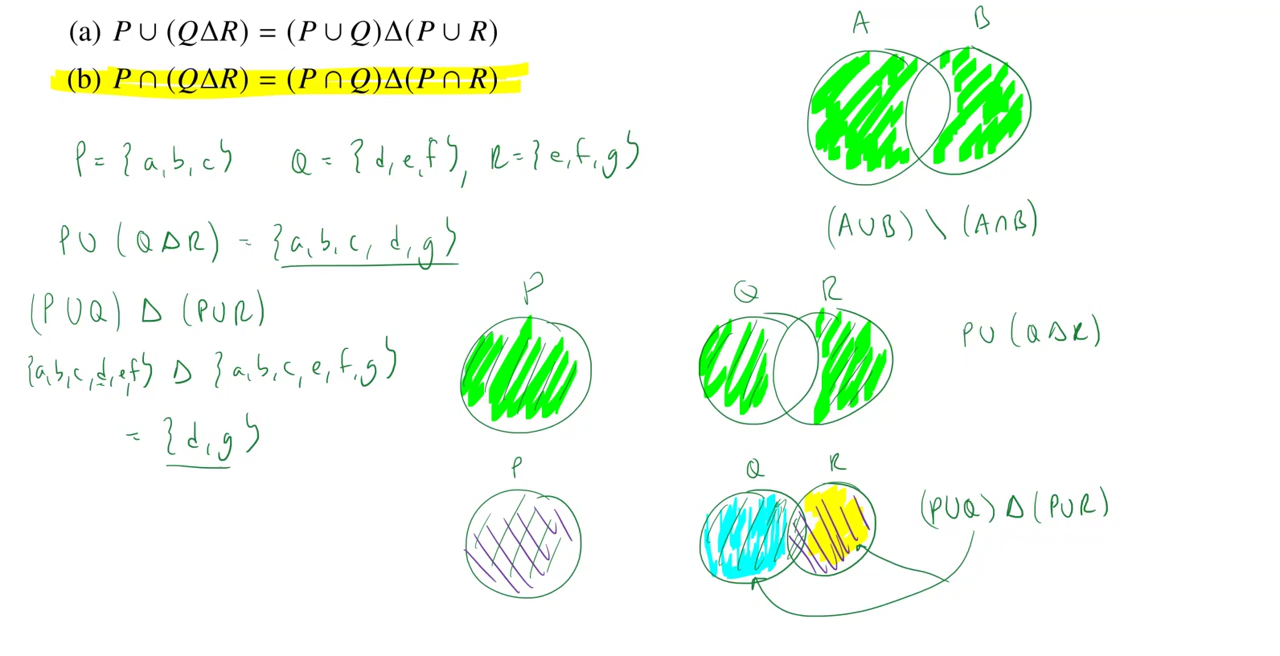 (a) P ∪ (QΔR) = (P ∪ Q)Δ(P ∪ R)
(b) P ∩ (QΔR) = (P ∩ Q)Δ(P ∩ R)
P = {a, b, c} Q = {d, e, f}, R = {e, f, g}
P ∪ (Q Δ R) = {a, b, c, d, g}
(P ∪ Q) Δ (P ∪ R)
{a, b, c, d, e, f} Δ {a, b, c, e, f, g}
= {d, g}
A B
(A ∪ B) \ (A ∩ B)
P Q R
P ∪ (Q Δ R)
P Q R
(P ∪ Q) Δ (P ∪ R)